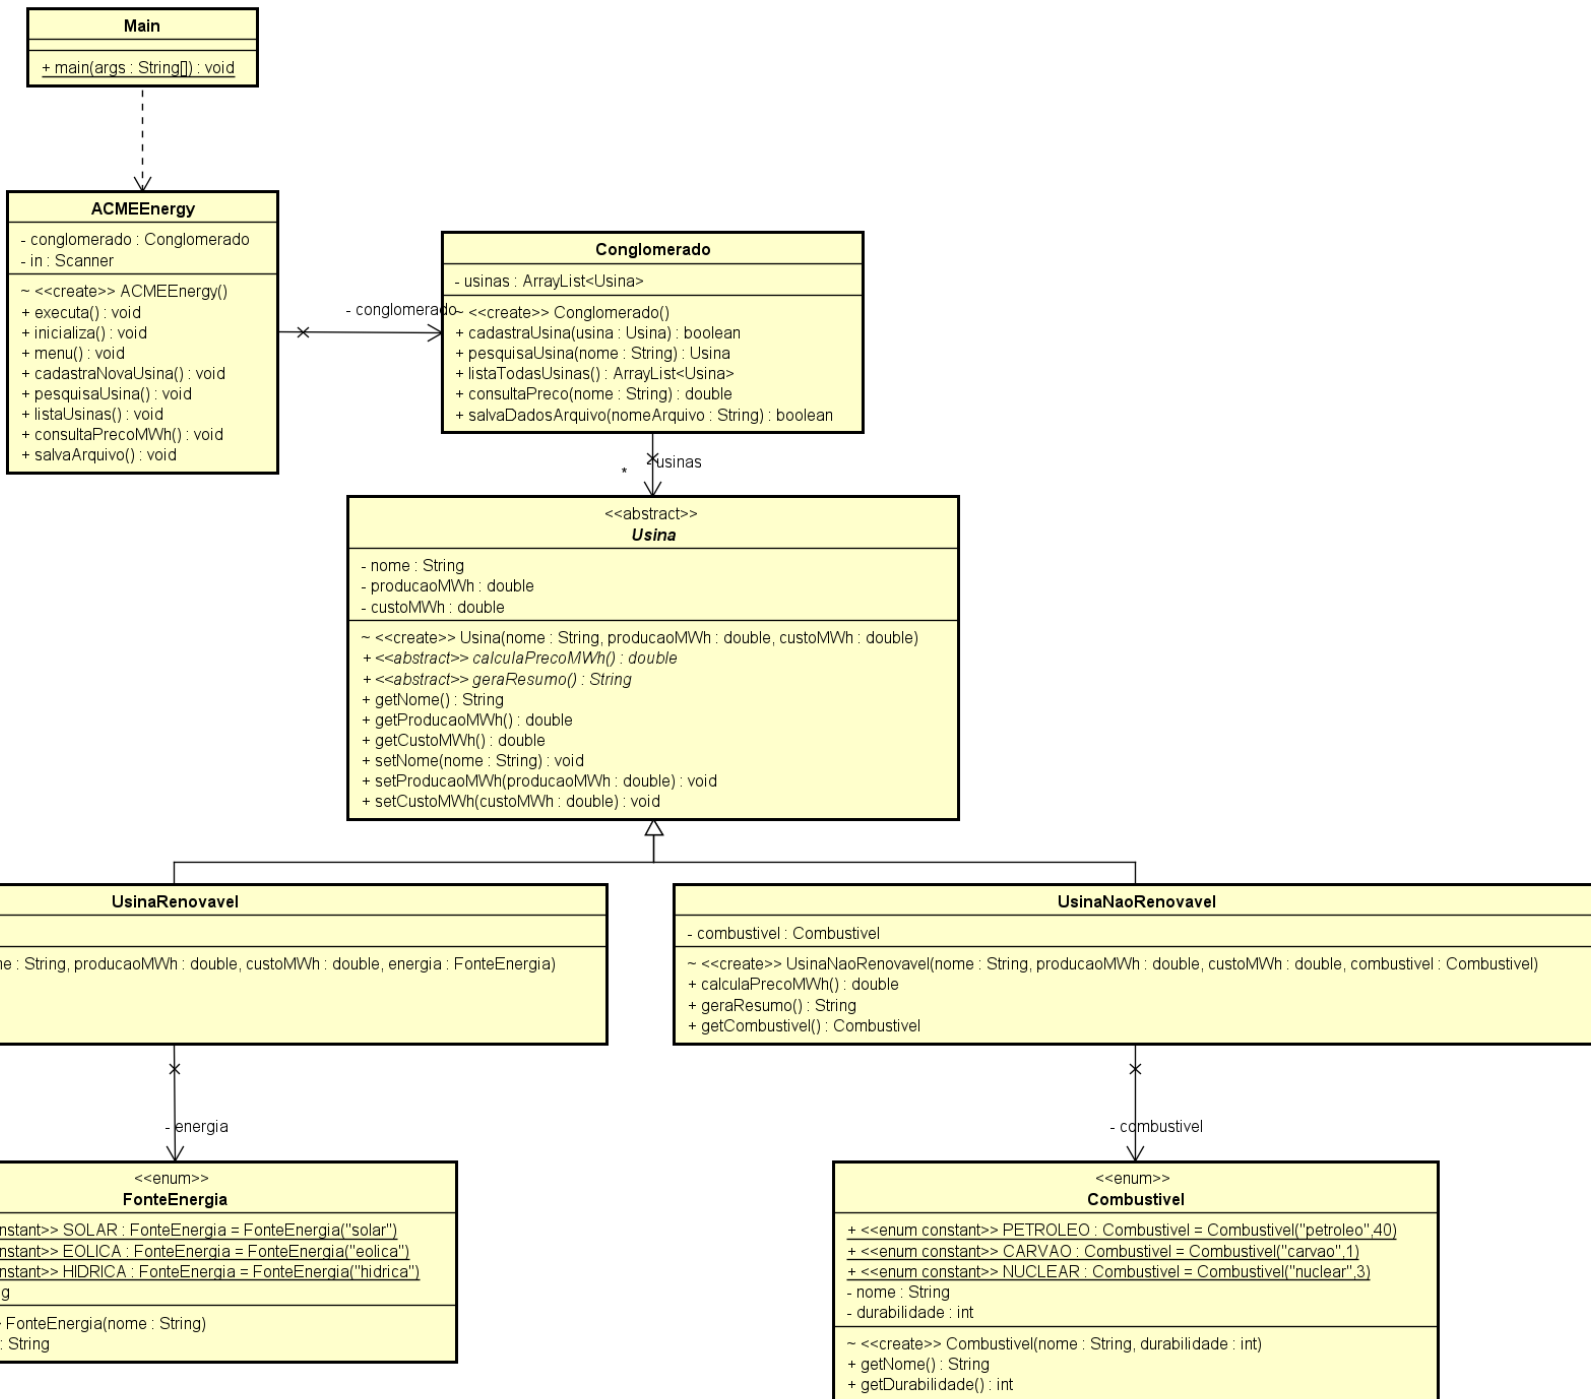 Main
+ main(args : String[]) : void
ACMEEnergy
- conglomerado : Conglomerado
- in : Scanner
~ <<create>> ACMEEnergy()
+ executa() : void
+ inicializa() : void
+ menu() : void
+ cadastraNovaUsina() : void
+ pesquisaUsina() : void
+ listaUsinas() : void
+ consultaPrecoMWh() : void
+ salvaArquivo() : void
- conglomerado
Conglomerado
- usinas : ArrayList<Usina>
~ <<create>> Conglomerado()
+ cadastraUsina(usina : Usina) : boolean
+ pesquisaUsina(nome : String) : Usina
+ listaTodasUsinas() : ArrayList<Usina>
+ consultaPreco(nome : String) : double
+ salvaDadosArquivo(nomeArquivo : String) : boolean
- usinas
*
<<abstract>>
Usina
- nome : String
- producaoMWh : double
- custoMWh : double
~ <<create>> Usina(nome : String, producaoMWh : double, custoMWh : double)
+ <<abstract>> calculaPrecoMWh() : double
+ <<abstract>> geraResumo() : String
+ getNome() : String
+ getProducaoMWh() : double
+ getCustoMWh() : double
+ setNome(nome : String) : void
+ setProducaoMWh(producaoMWh : double) : void
+ setCustoMWh(custoMWh : double) : void
UsinaRenovavel
: String, producaoMWh : double, custoMWh : double, energia : FonteEnergia)
UsinaNaoRenovavel
- combustivel : Combustivel
~ <<create>> UsinaNaoRenovavel(nome : String, producaoMWh : double, custoMWh : double, combustivel : Combustivel)
+ calculaPrecoMWh() : double
+ geraResumo() : String
+ getCombustivel() : Combustivel
- energia
- combustivel
<<enum>>
FonteEnergia
nstant>> SOLAR : FonteEnergia = FonteEnergia("solar")
nstant>> EOLICA : FonteEnergia = FonteEnergia("eolica")
nstant>> HIDRICA : FonteEnergia = FonteEnergia("hidrica")
g
FonteEnergia(nome : String)
: String
<<enum>>
Combustivel
+ <<enum constant>> PETROLEO : Combustivel = Combustivel("petroleo",40)
+ <<enum constant>> CARVAO : Combustivel = Combustivel("carvao",1)
+ <<enum constant>> NUCLEAR : Combustivel = Combustivel("nuclear",3)
- nome : String
- durabilidade : int
~ <<create>> Combustivel(nome : String, durabilidade : int)
+ getNome() : String
+ getDurabilidade() : int